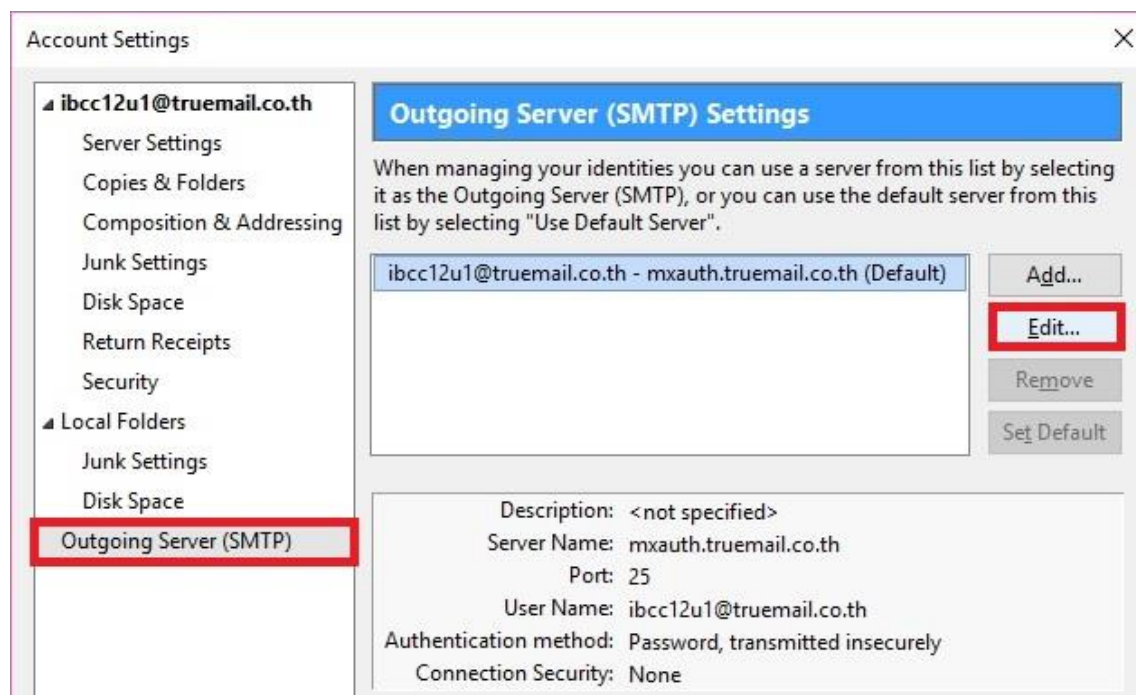 Account Settings
ibcc12u1@truemail.co.th
Server Settings
Copies & Folders
Composition & Addressing
Junk Settings
Disk Space
Return Receipts
Security
Local Folders
Junk Settings
Disk Space
Outgoing Server (SMTP)
Outgoing Server (SMTP) Settings
When managing your identities you can use a server from this list by selecting
it as the Outgoing Server (SMTP), or you can use the default server from this
list by selecting "Use Default Server".
ibcc12u1@truemail.co.th - mxauth.truemail.co.th (Default)
Add...
Edit...
Remove
Set Default
Description: <not specified>
Server Name: mxauth.truemail.co.th
Port: 25
User Name: ibcc12u1@truemail.co.th
Authentication method: Password, transmitted insecurely
Connection Security: None